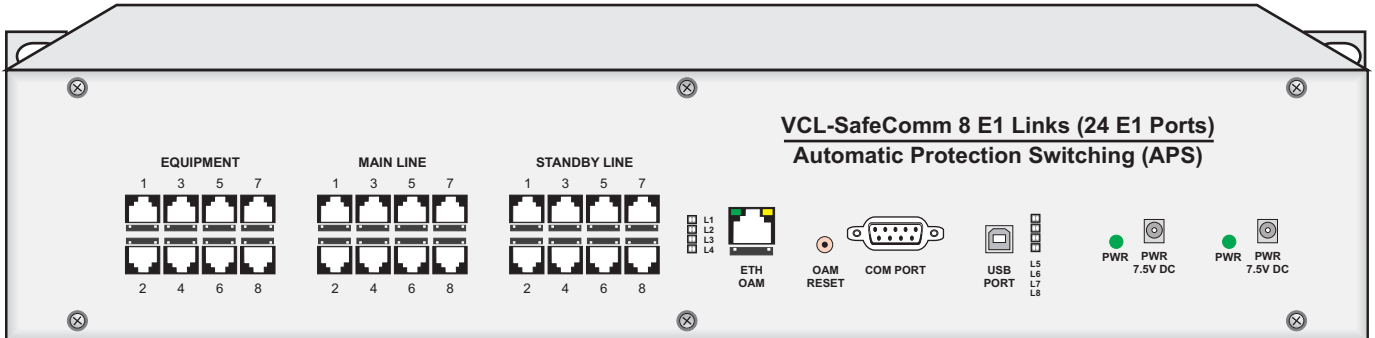 VCL-SafeComm 8 E1 Links (24 E1 Ports)
Automatic Protection Switching (APS)
EQUIPMENT
1 3 5 7
2 4 6 8
MAIN LINE
1 3 5 7
2 4 6 8
STANDBY LINE
1 3 5 7
2 4 6 8
L1
L2
L3
L4
ETH
OAM
OAM
RESET
COM PORT
USB
PORT
L5
L6
L7
L8
PWR
PWR
7.5V DC
PWR
PWR
7.5V DC